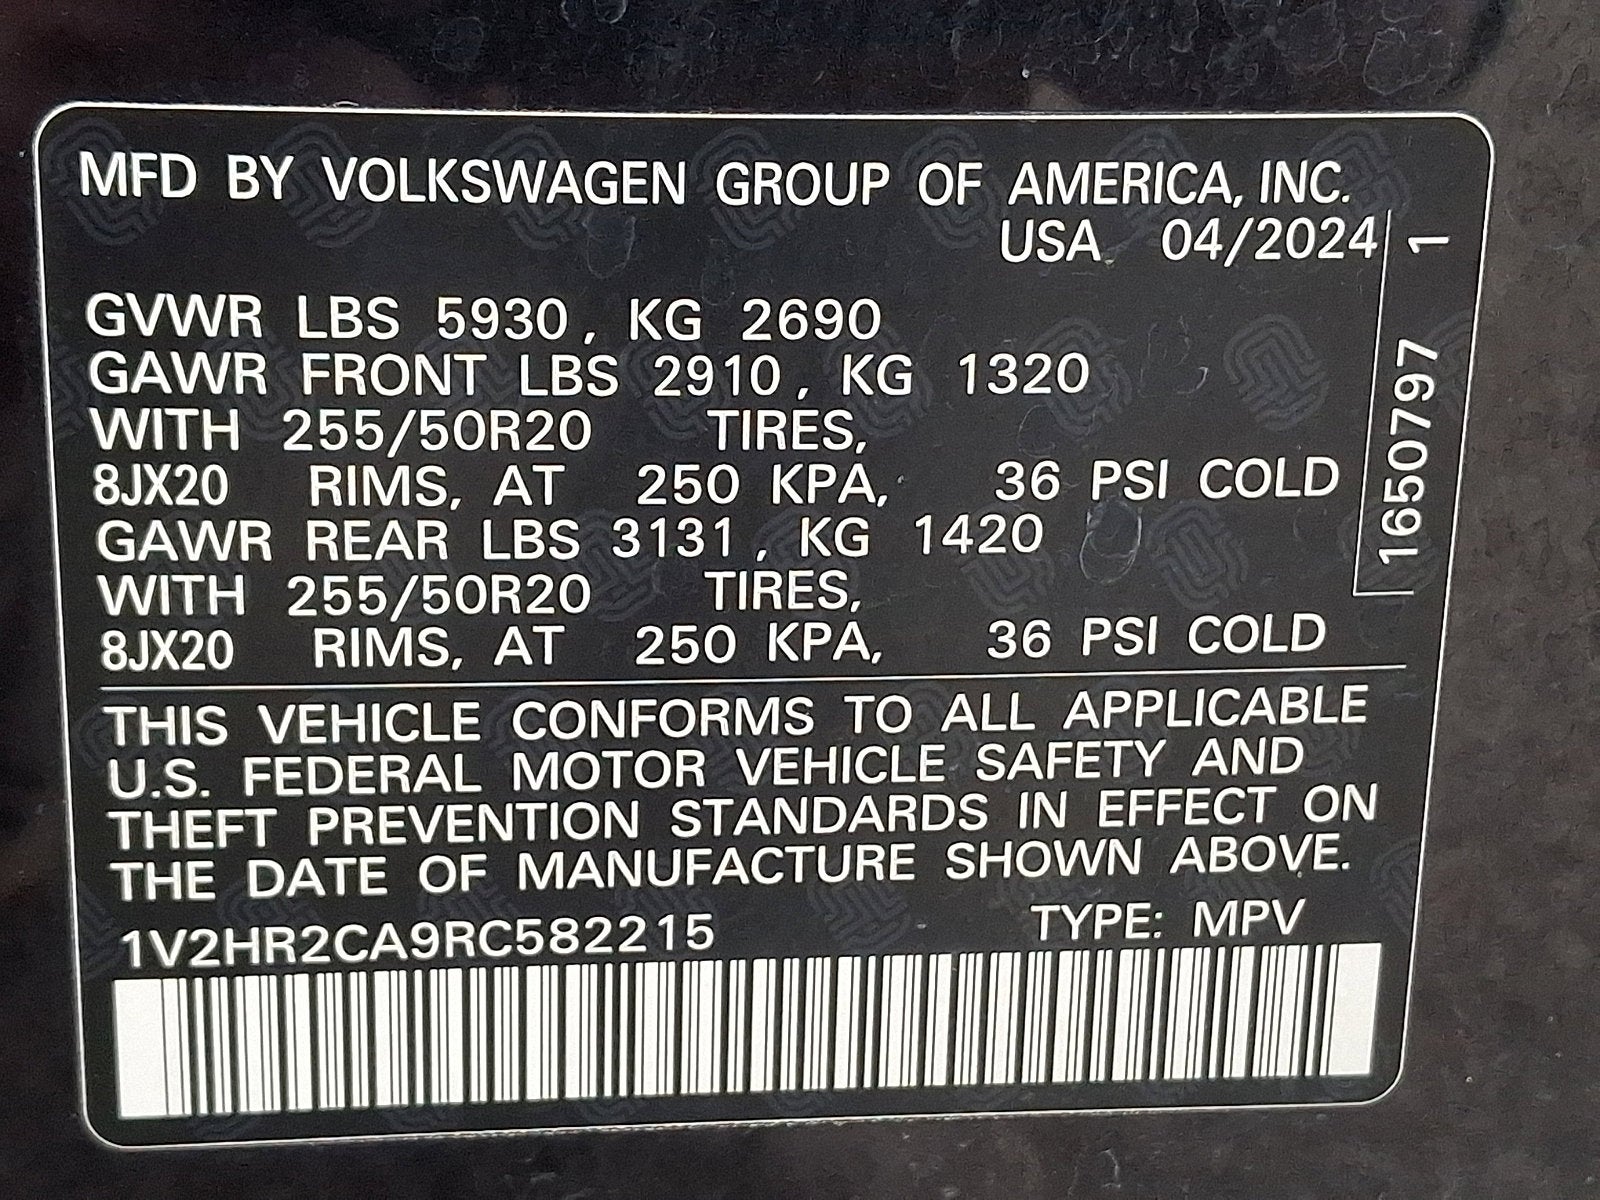 MFD BY VOLKSWAGEN GROUP OF AMERICA, INC.
USA 04/2024
GVWR LBS 5930, KG 2690
GAWR FRONT LBS 2910, KG 1320
WITH 255/50R20 TIRES,
8JX20 RIMS, AT 250 KPA, 36 PSI COLD
GAWR REAR LBS 3131, KG 1420
WITH 255/50R20 TIRES,
8JX20 RIMS, AT 250 KPA, 36 PSI COLD
1650797 1
THIS VEHICLE CONFORMS TO ALL APPLICABLE
U.S. FEDERAL MOTOR VEHICLE SAFETY AND
THEFT PREVENTION STANDARDS IN EFFECT ON
THE DATE OF MANUFACTURE SHOWN ABOVE.
1V2HR2CA9RC582215 TYPE: MPV